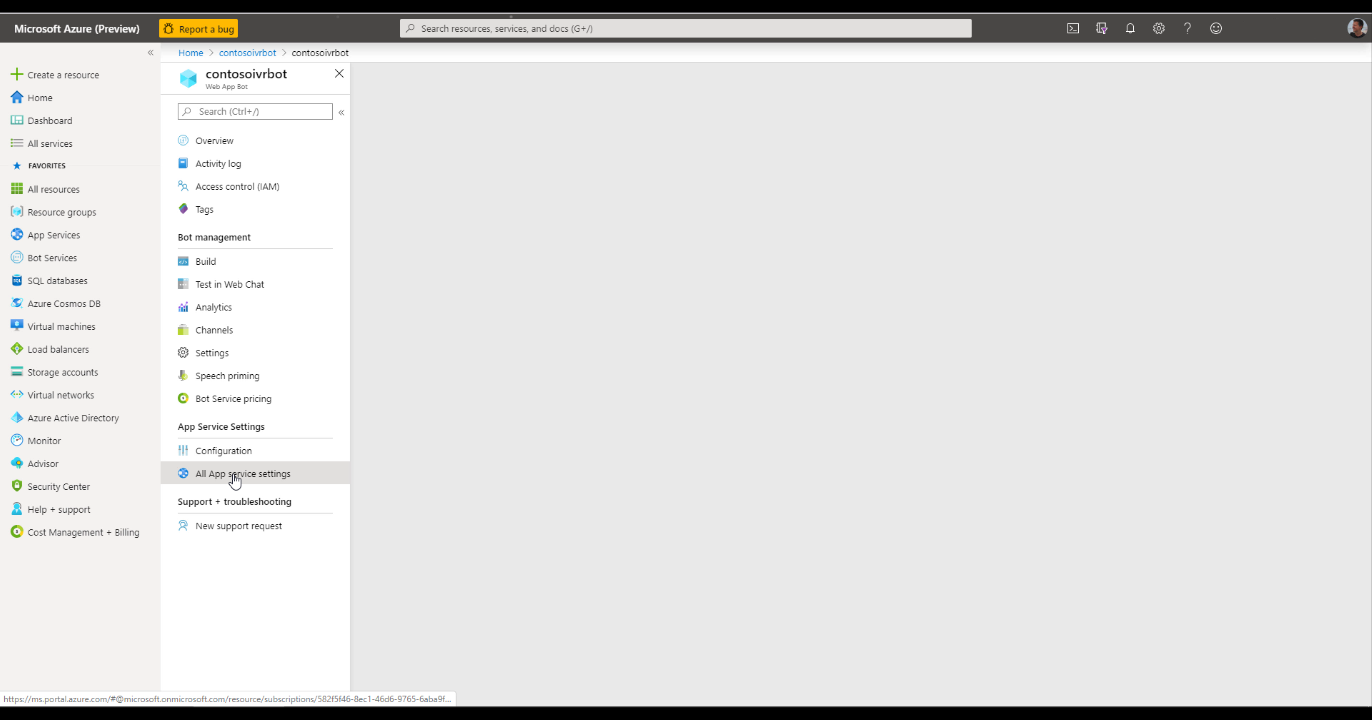 Microsoft Azure (Preview)
Report a bug
Search resources, services, and docs (G+/)
Create a resource
Home
Dashboard
All services
FAVORITES
All resources
Resource groups
App Services
Bot Services
SQL databases
Azure Cosmos DB
Virtual machines
Load balancers
Storage accounts
Virtual networks
Azure Active Directory
Monitor
Advisor
Security Center
Help + support
Cost Management + Billing
Home > contosoivrbot > contosoivrbot
contosoivrbot
Web App Bot
Search (Ctrl+/)
Overview
Activity log
Access control (IAM)
Tags
Bot management
Build
Test in Web Chat
Analytics
Channels
Settings
Speech priming
Bot Service pricing
App Service Settings
Configuration
All App service settings
Support + troubleshooting
New support request
https://ms.portal.azure.com/#@microsoft.onmicrosoft.com/resource/subscriptions/582f5f46-8ec1-46d6-9765-6aba9f...